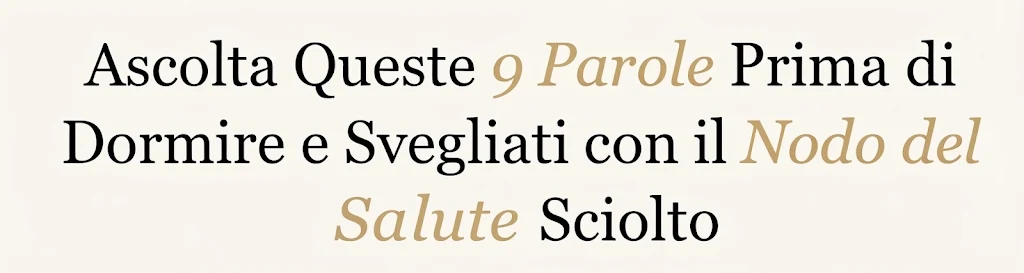 Ascolta Queste 9 Parole Prima di
Dormire e Svegliati con il Nodo del
Salute Sciolto